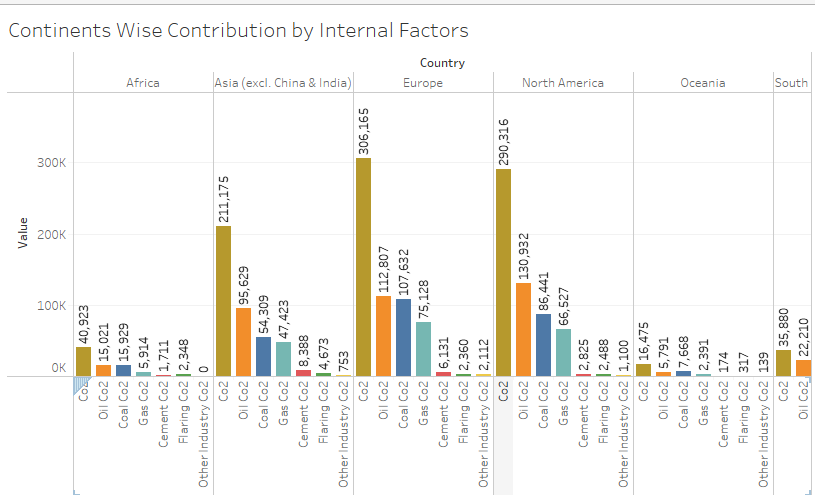 Continents Wise Contribution by Internal Factors
Country
Africa
Asia (excl. China & India)
Europe
North America
Oceania
South
Value
300K
200K
100K
0K
40,923
15,021
15,929
5,914
1,711
2,348
0
211,175
95,629
54,309
47,423
8,388
4,673
753
306,165
112,807
107,632
75,128
6,131
2,360
2,112
290,316
130,932
86,441
66,527
2,825
2,488
1,100
16,475
5,791
7,668
2,391
174
317
139
35,880
22,210
Co2
Oil Co2
Coal Co2
Gas Co2
Cement Co2
Flaring Co2
Other Industry Co2
Co2
Oil Co2
Coal Co2
Gas Co2
Cement Co2
Flaring Co2
Other Industry Co2
Co2
Oil Co2
Coal Co2
Gas Co2
Cement Co2
Flaring Co2
Other Industry Co2
Co2
Oil Co2
Coal Co2
Gas Co2
Cement Co2
Flaring Co2
Other Industry Co2
Co2
Oil Co2
Coal Co2
Gas Co2
Cement Co2
Flaring Co2
Other Industry Co2
Co2
Oil Co2